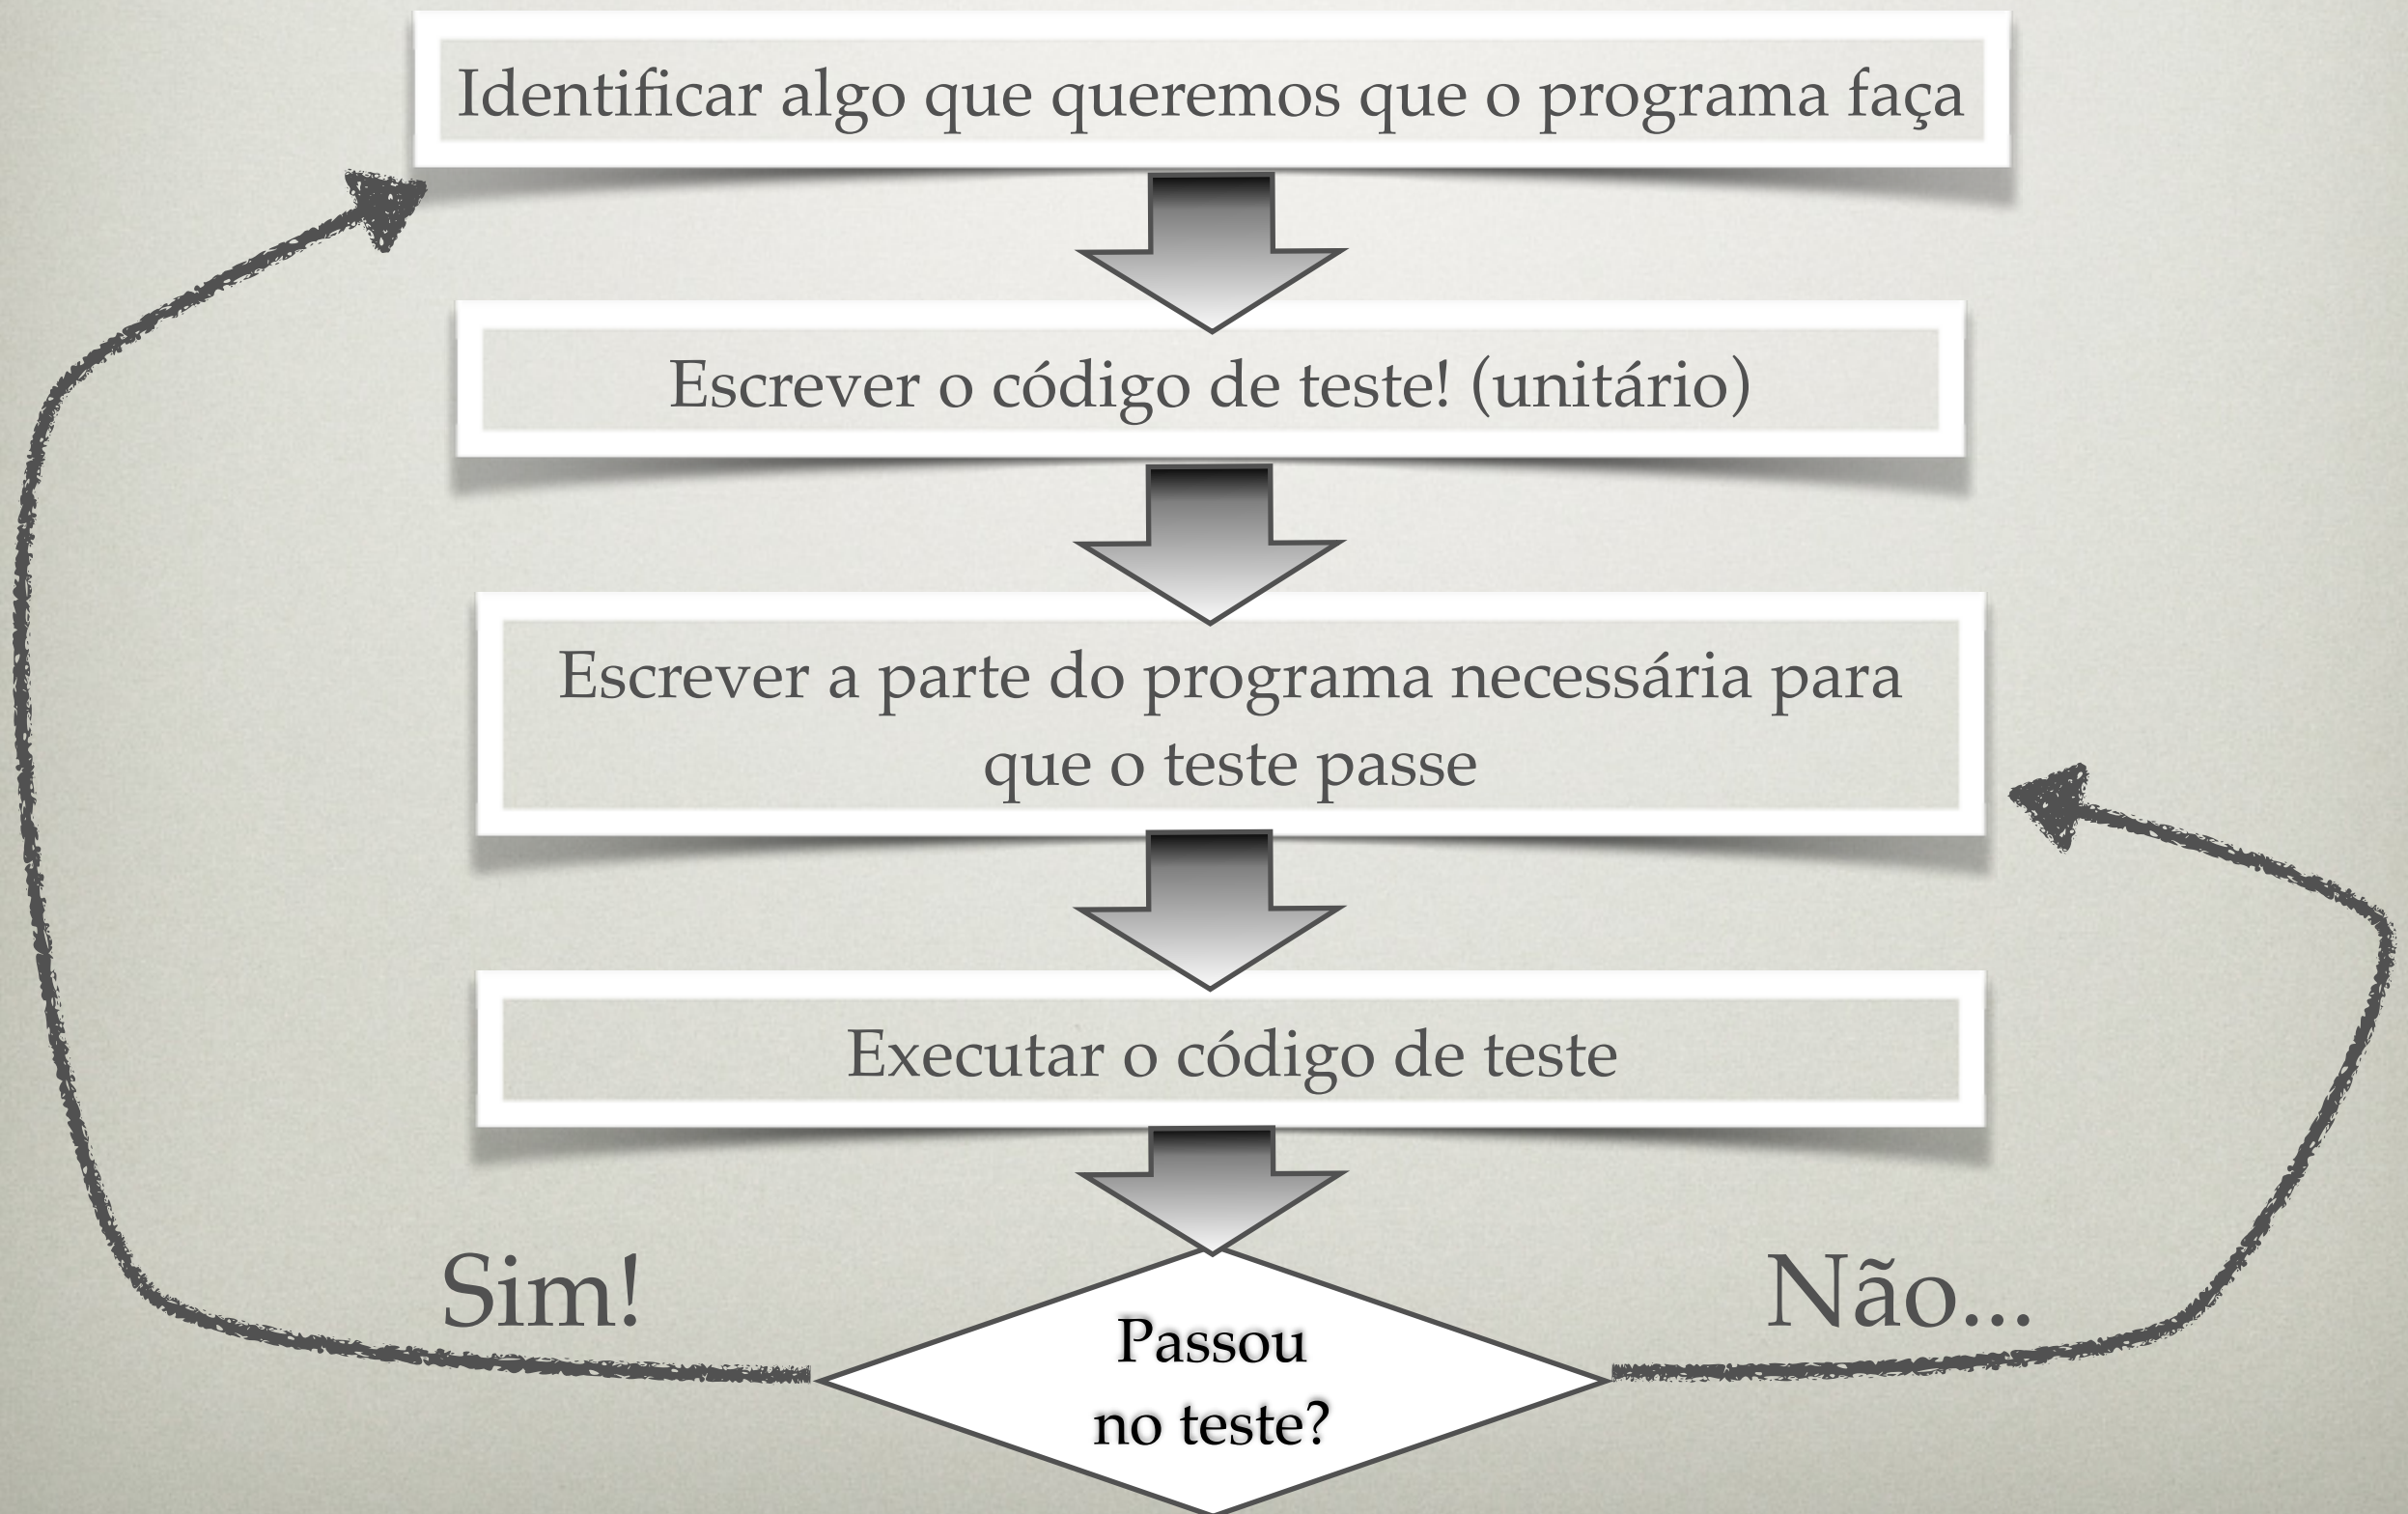 Identificar algo que queremos que o programa faça
Escrever o código de teste! (unitário)
Escrever a parte do programa necessária para
que o teste passe
Executar o código de teste
Sim!
Não...
Passou
no teste?